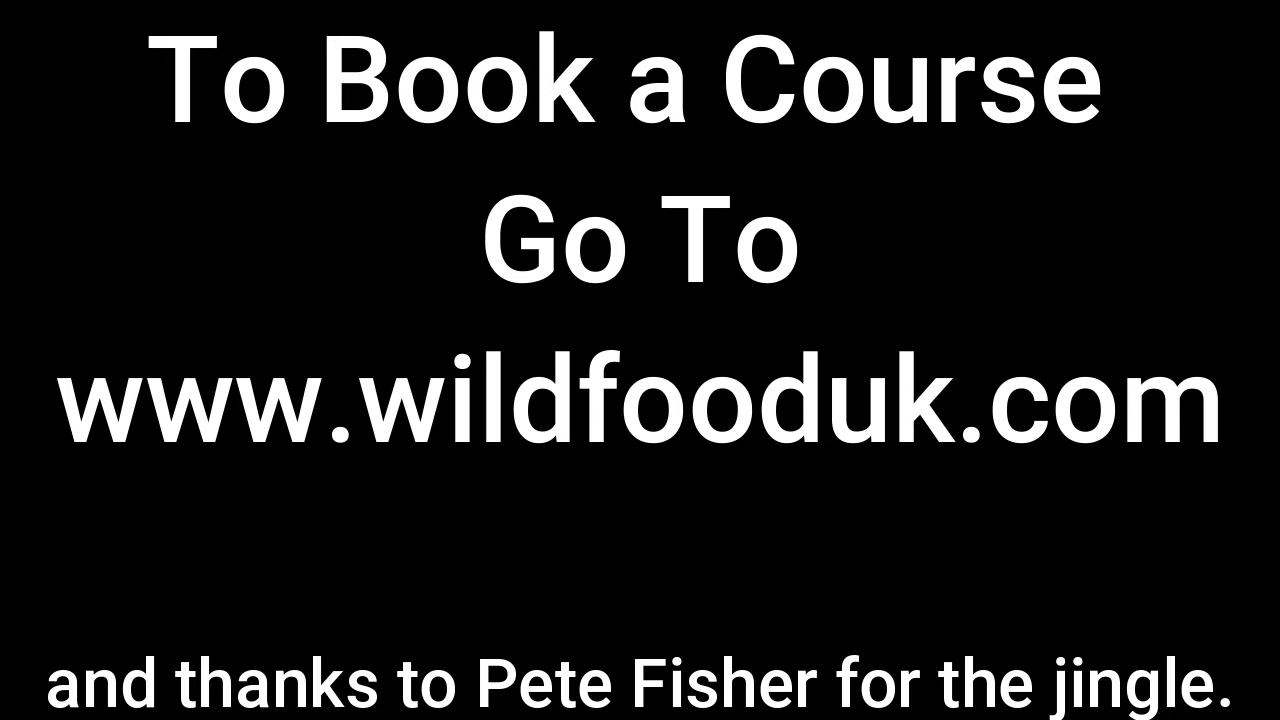 To Book a Course
Go To
www.wildfooduk.com
and thanks to Pete Fisher for the jingle.